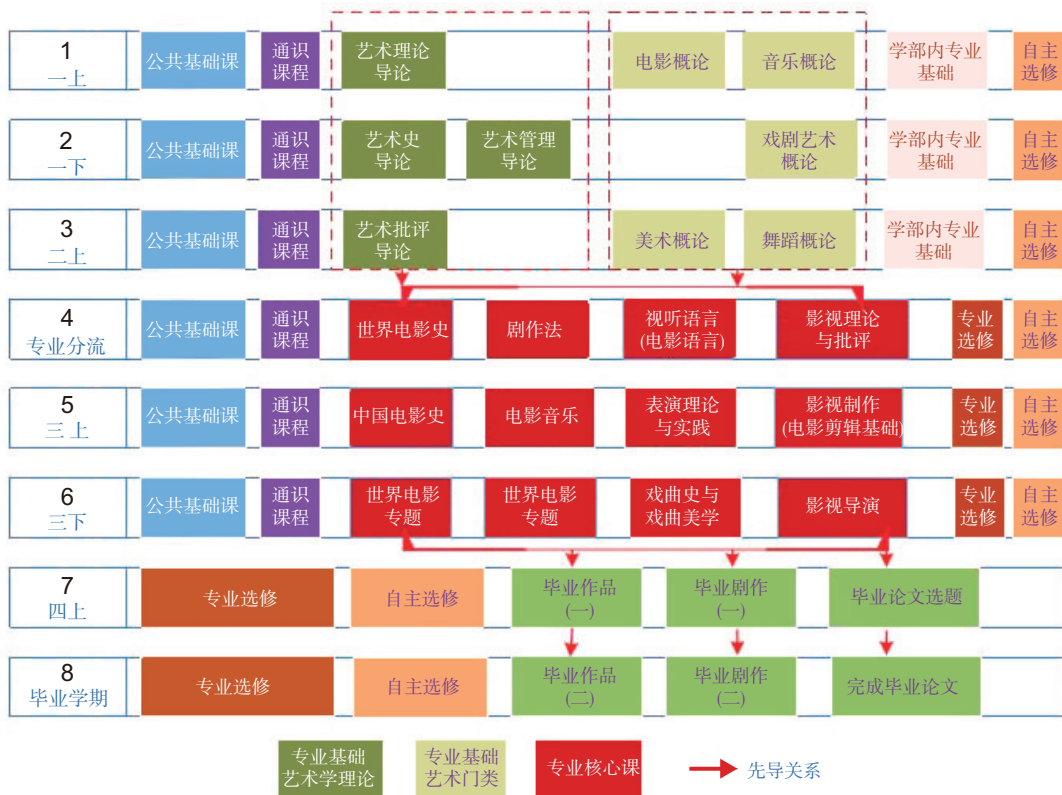 1
一上
公共基础课
通识
课程
艺术理论
导论
电影概论
音乐概论
学部内专业
基础
自主
选修
2
一下
公共基础课
通识
课程
艺术史
导论
艺术管理
导论
戏剧艺术
概论
学部内专业
基础
自主
选修
3
二上
公共基础课
通识
课程
艺术批评
导论
美术概论
舞蹈概论
学部内专业
基础
自主
选修
4
专业分流
公共基础课
通识
课程
世界电影史
剧作法
视听语言
(电影语言)
影视理论
与批评
专业
选修
自主
选修
5
三上
公共基础课
通识
课程
中国电影史
电影音乐
表演理论
与实践
影视制作
(电影剪辑基础)
专业
选修
自主
选修
6
三下
公共基础课
通识
课程
世界电影
专题
世界电影
专题
戏曲史与
戏曲美学
影视导演
专业
选修
自主
选修
7
四上
专业选修
自主选修
毕业作品
(一)
毕业剧作
(一)
毕业论文选题
8
毕业学期
专业选修
自主选修
毕业作品
(二)
毕业剧作
(二)
完成毕业论文
专业基础
艺术学理论
专业基础
艺术门类
专业核心课
先导关系